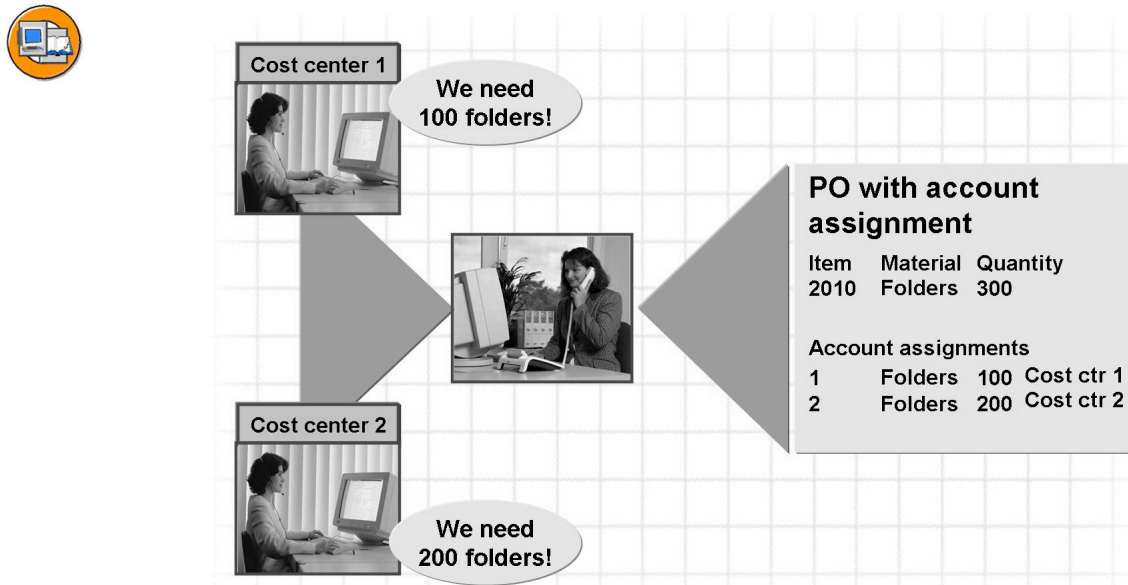 Cost center 1
We need
100 folders!
Cost center 2
We need
200 folders!
PO with account
assignment
Item Material Quantity
2010 Folders 300
Account assignments
1 Folders 100 Cost ctr 1
2 Folders 200 Cost ctr 2